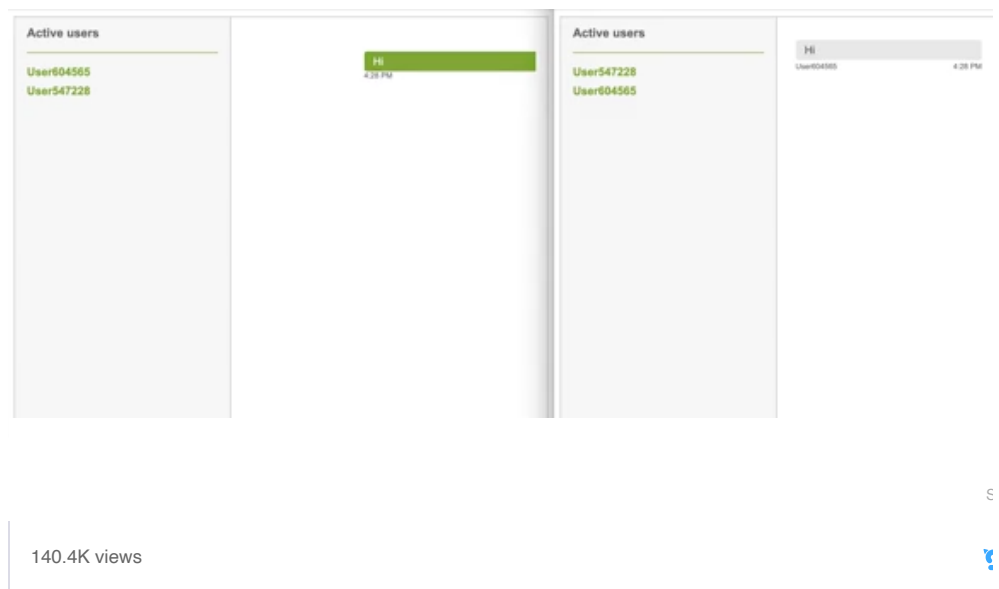 Active users
User604565
User547228
Hi
4:28 PM
Active users
User547228
User604565
Hi
User604565 4:28 PM
S
140.4K views